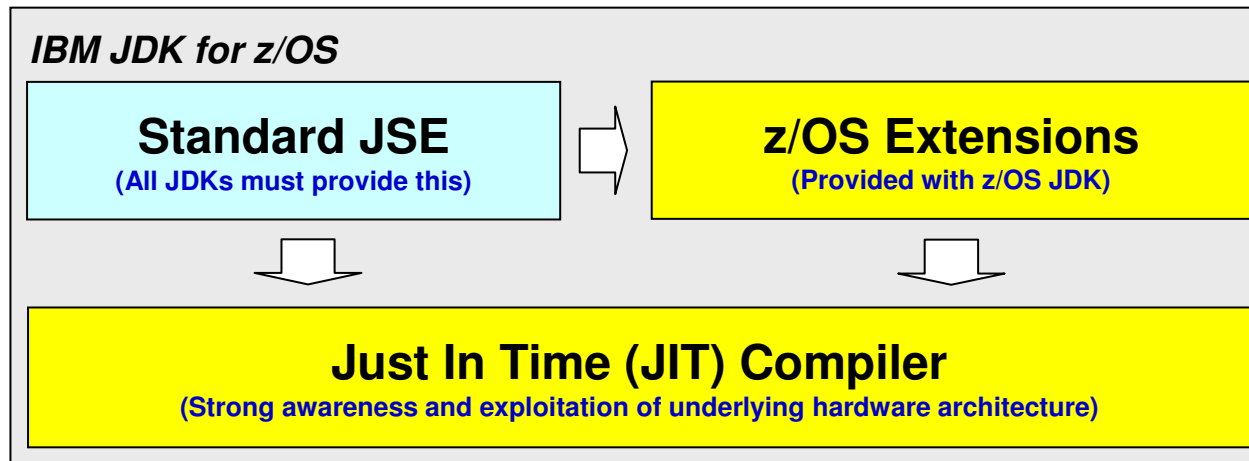 IBM JDK for z/OS
Standard JSE
(All JDKs must provide this)
z/OS Extensions
(Provided with z/OS JDK)
Just In Time (JIT) Compiler
(Strong awareness and exploitation of underlying hardware architecture)